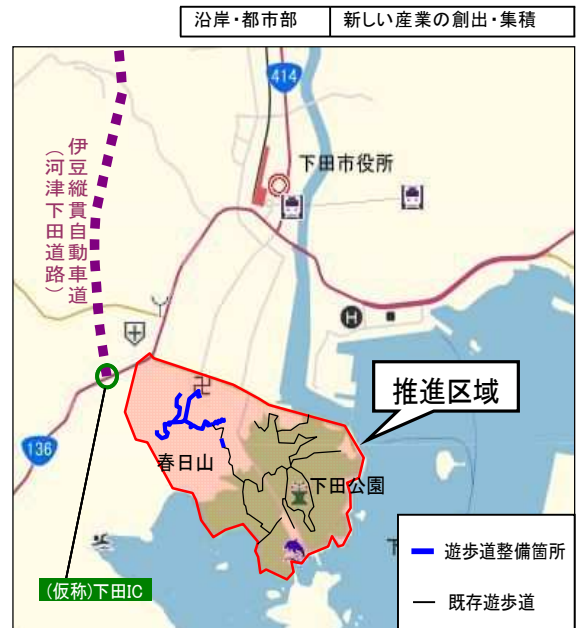 沿岸・都市部 新しい産業の創出・集積
414
伊豆縦貫自動車道
(河津下田道路)
下田市役所
H
卍
推進区域
136
春日山
下田公園
下
遊歩道整備箇所
(仮称)下田IC
既存遊歩道